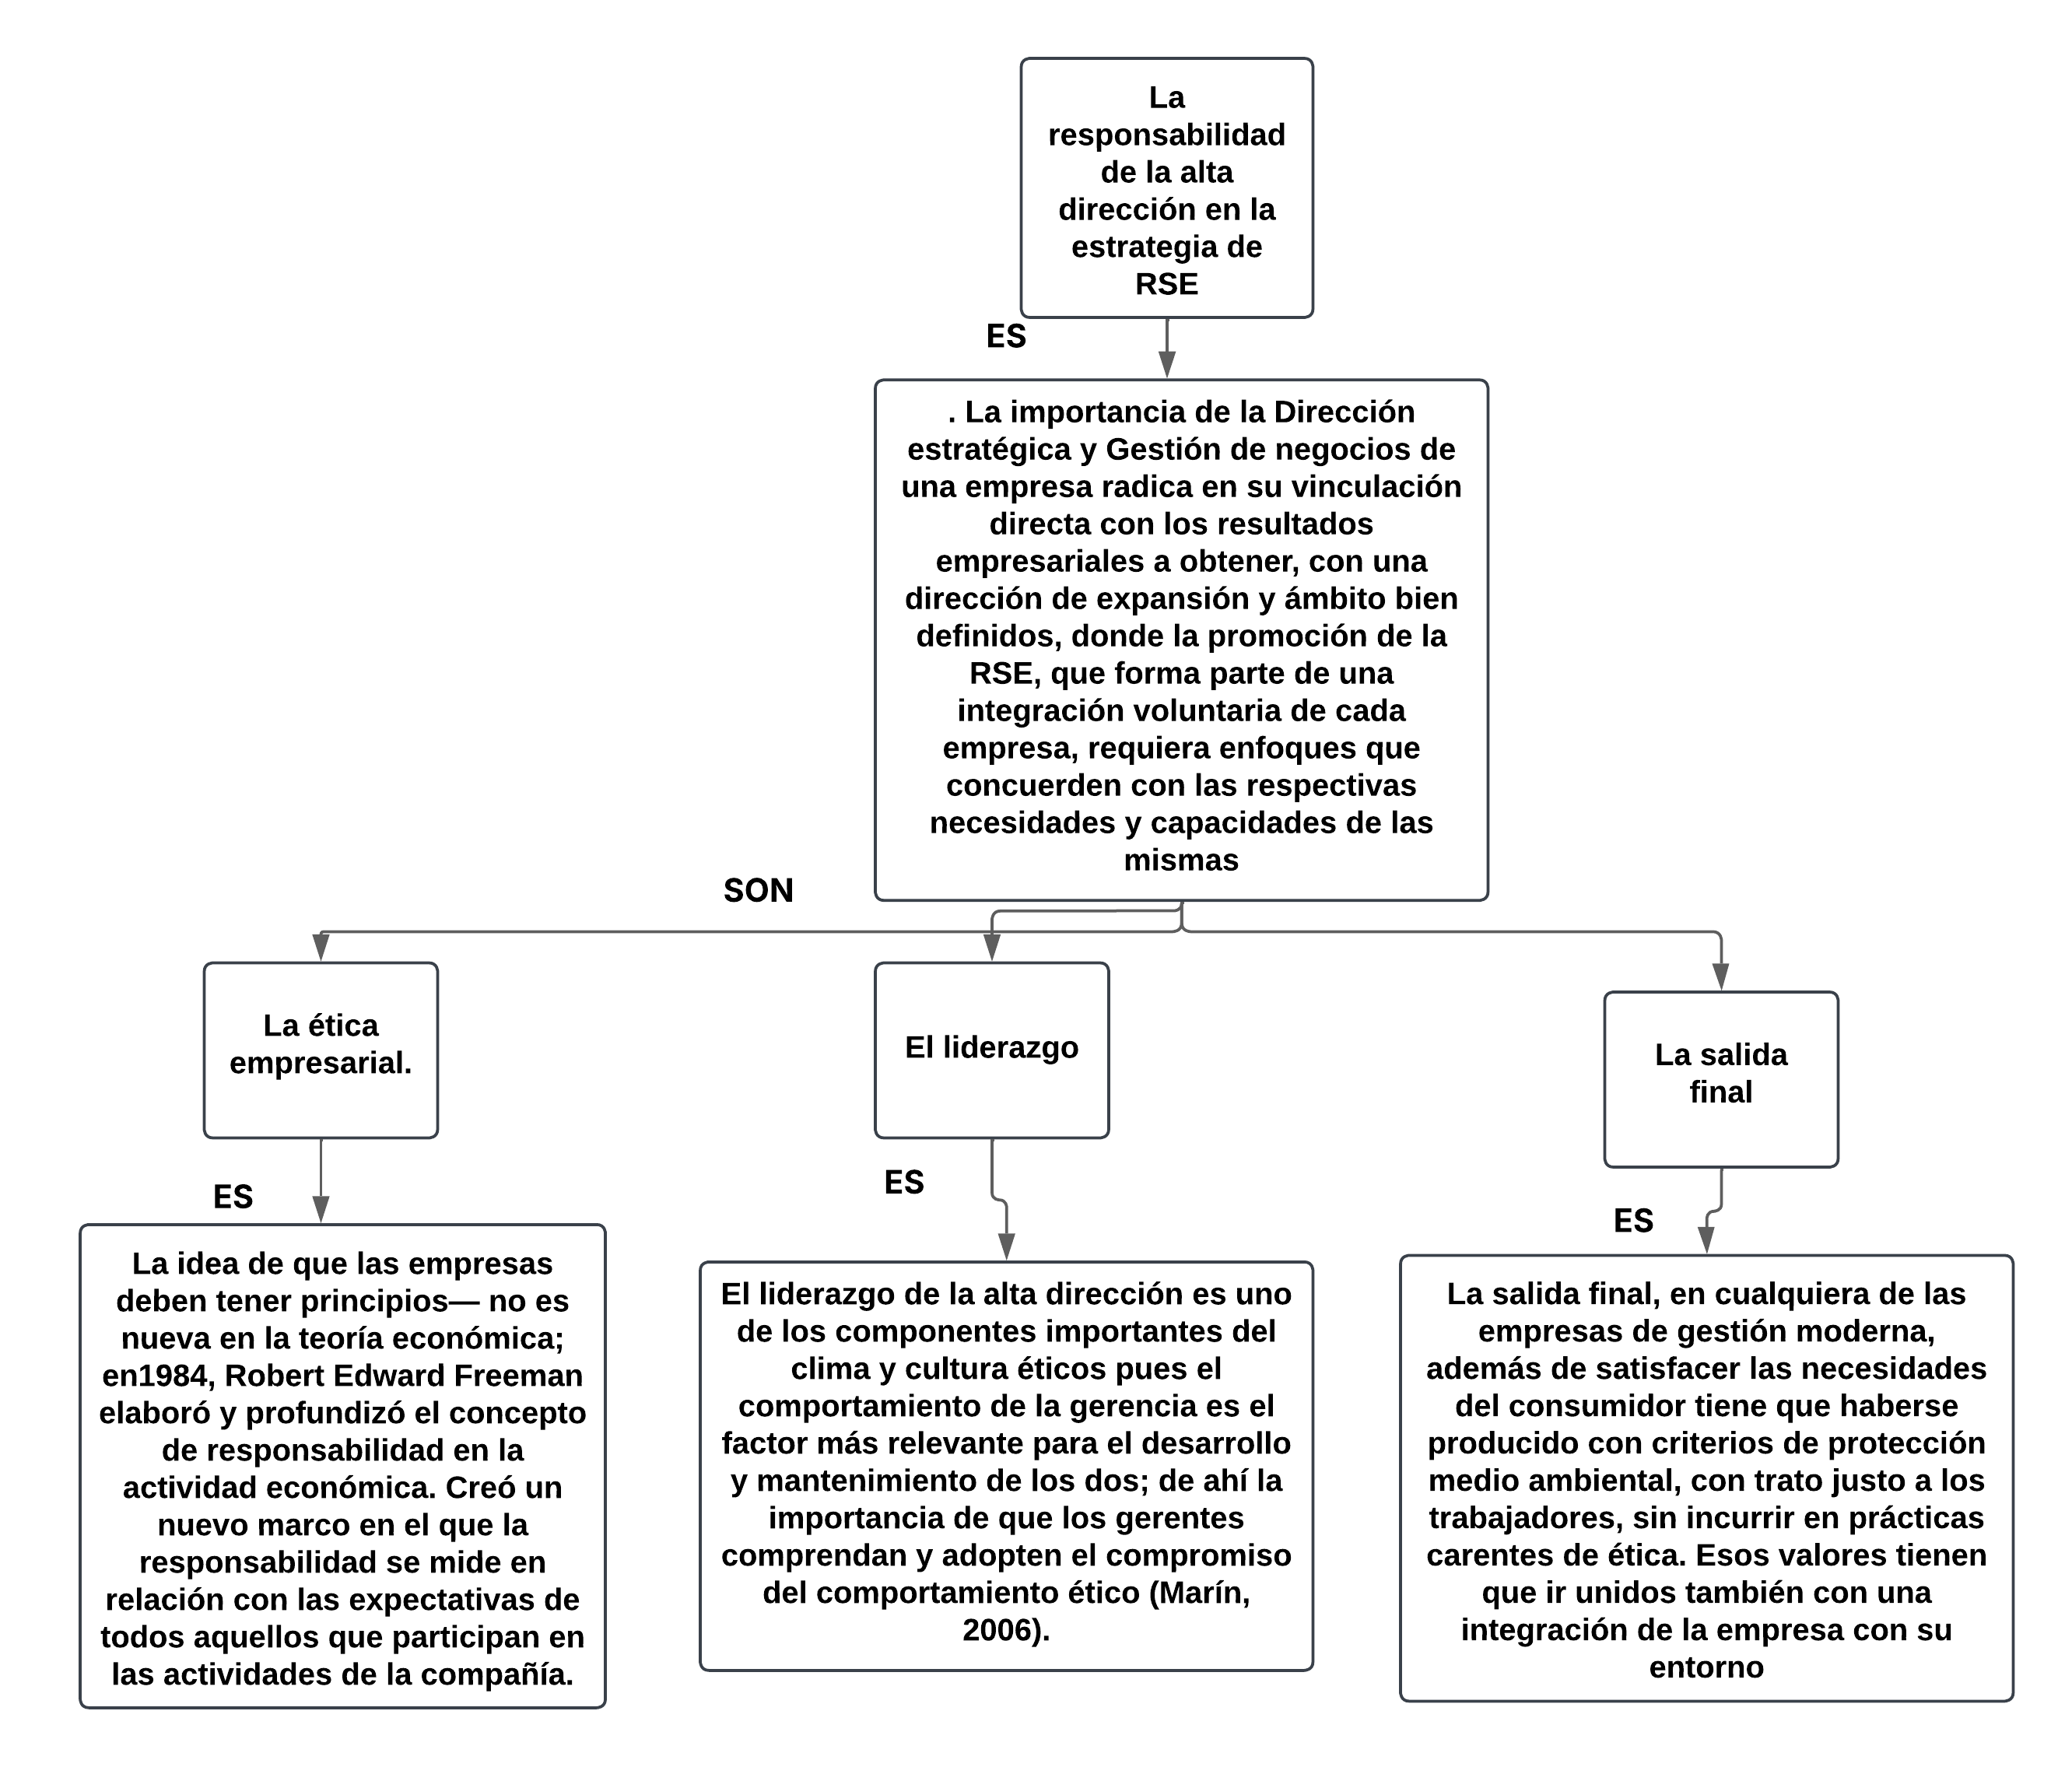 La
responsabilidad
de la alta
dirección en la
estrategia de
RSE
ES
. La importancia de la Dirección
estratégica y Gestión de negocios de
una empresa radica en su vinculación
directa con los resultados
empresariales a obtener, con una
dirección de expansión y ámbito bien
definidos, donde la promoción de la
RSE, que forma parte de una
integración voluntaria de cada
empresa, requiera enfoques que
concuerden con las respectivas
necesidades y capacidades de las
mismas
SON
La ética
empresarial.
ES
La idea de que las empresas
deben tener principios— no es
nueva en la teoría económica;
en1984, Robert Edward Freeman
elaboró y profundizó el concepto
de responsabilidad en la
actividad económica. Creó un
nuevo marco en el que la
responsabilidad se mide en
relación con las expectativas de
todos aquellos que participan en
las actividades de la compañía.
El liderazgo
ES
El liderazgo de la alta dirección es uno
de los componentes importantes del
clima y cultura éticos pues el
comportamiento de la gerencia es el
factor más relevante para el desarrollo
y mantenimiento de los dos; de ahí la
importancia de que los gerentes
comprendan y adopten el compromiso
del comportamiento ético (Marín,
2006).
La salida
final
ES
La salida final, en cualquiera de las
empresas de gestión moderna,
además de satisfacer las necesidades
del consumidor tiene que haberse
producido con criterios de protección
medio ambiental, con trato justo a los
trabajadores, sin incurrir en prácticas
carentes de ética. Esos valores tienen
que ir unidos también con una
integración de la empresa con su
entorno